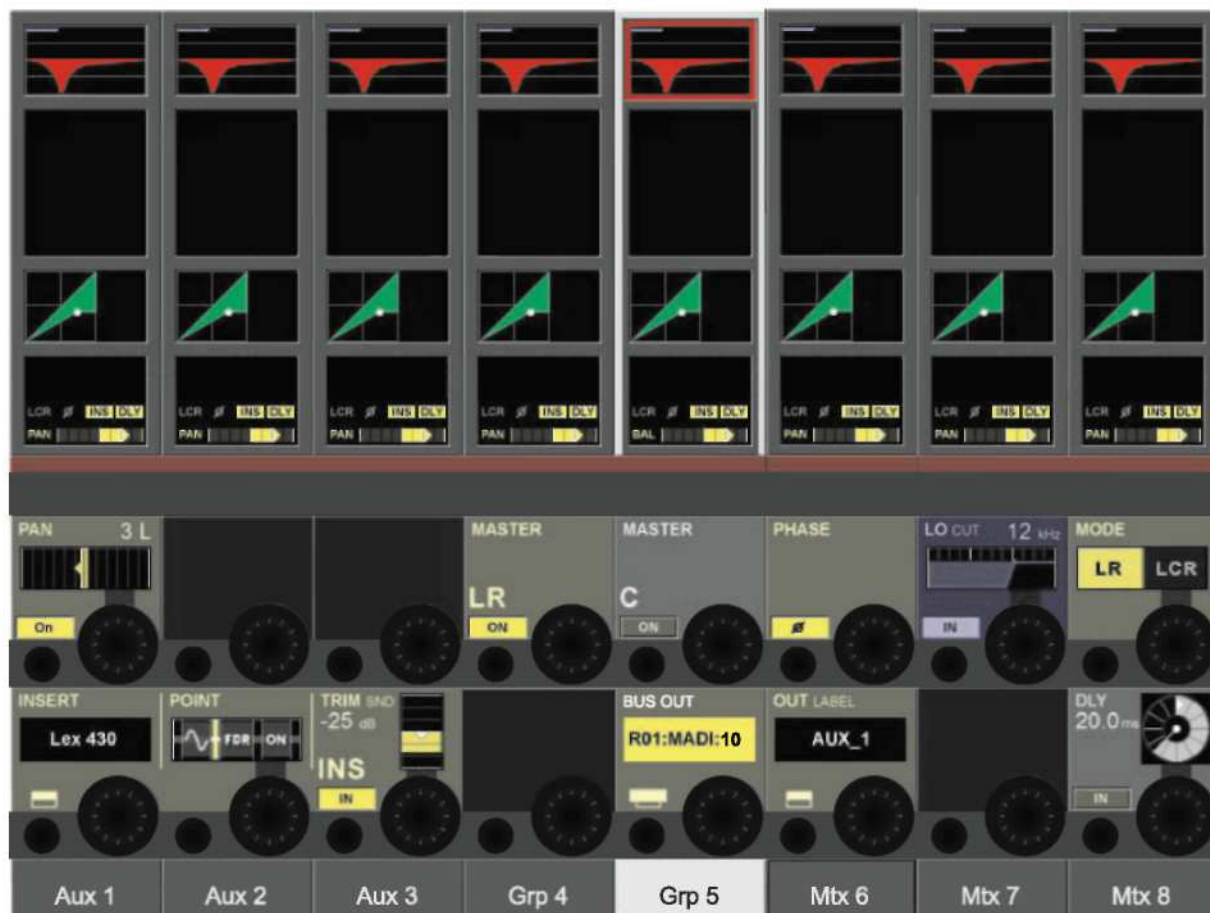 LCR ø INS DLY LCR ø INS DLY LCR ø INS DLY LCR ø INS DLY LCR ø INS DLY LCR ø INS DLY LCR ø INS DLY LCR ø INS DLY
PAN PAN PAN PAN BAL PAN PAN PAN
PAN 3 L MASTER MASTER PHASE LO CUT 12 kHz MODE
LR LCR
LR C
On ON ON ø IN
INSERT POINT TRIM SND BUS OUT OUT LABEL DLY
-25 dB 20.0 ms
Lex 430 FDR ON R01:MADI:10 AUX_1
INS
IN IN
Aux 1 Aux 2 Aux 3 Grp 4 Grp 5 Mtx 6 Mtx 7 Mtx 8